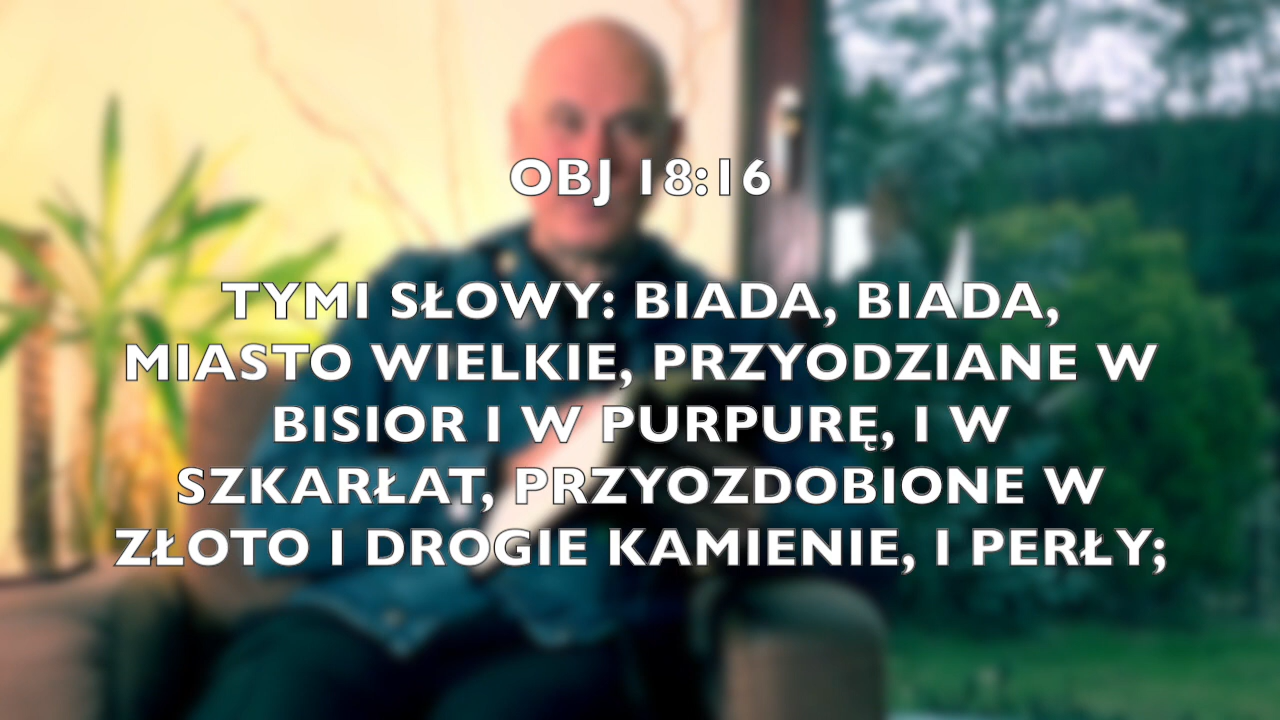 OBJ 18:16
TYMI SŁOWY: BIADA, BIADA,
MIASTO WIELKIE, PRZYODZIANE W
BISIOR I W PURPURĘ, I W
SZKARŁAT, PRZYOZDOBIONE W
ZŁOTO I DROGIE KAMIENIE, I PERŁY;